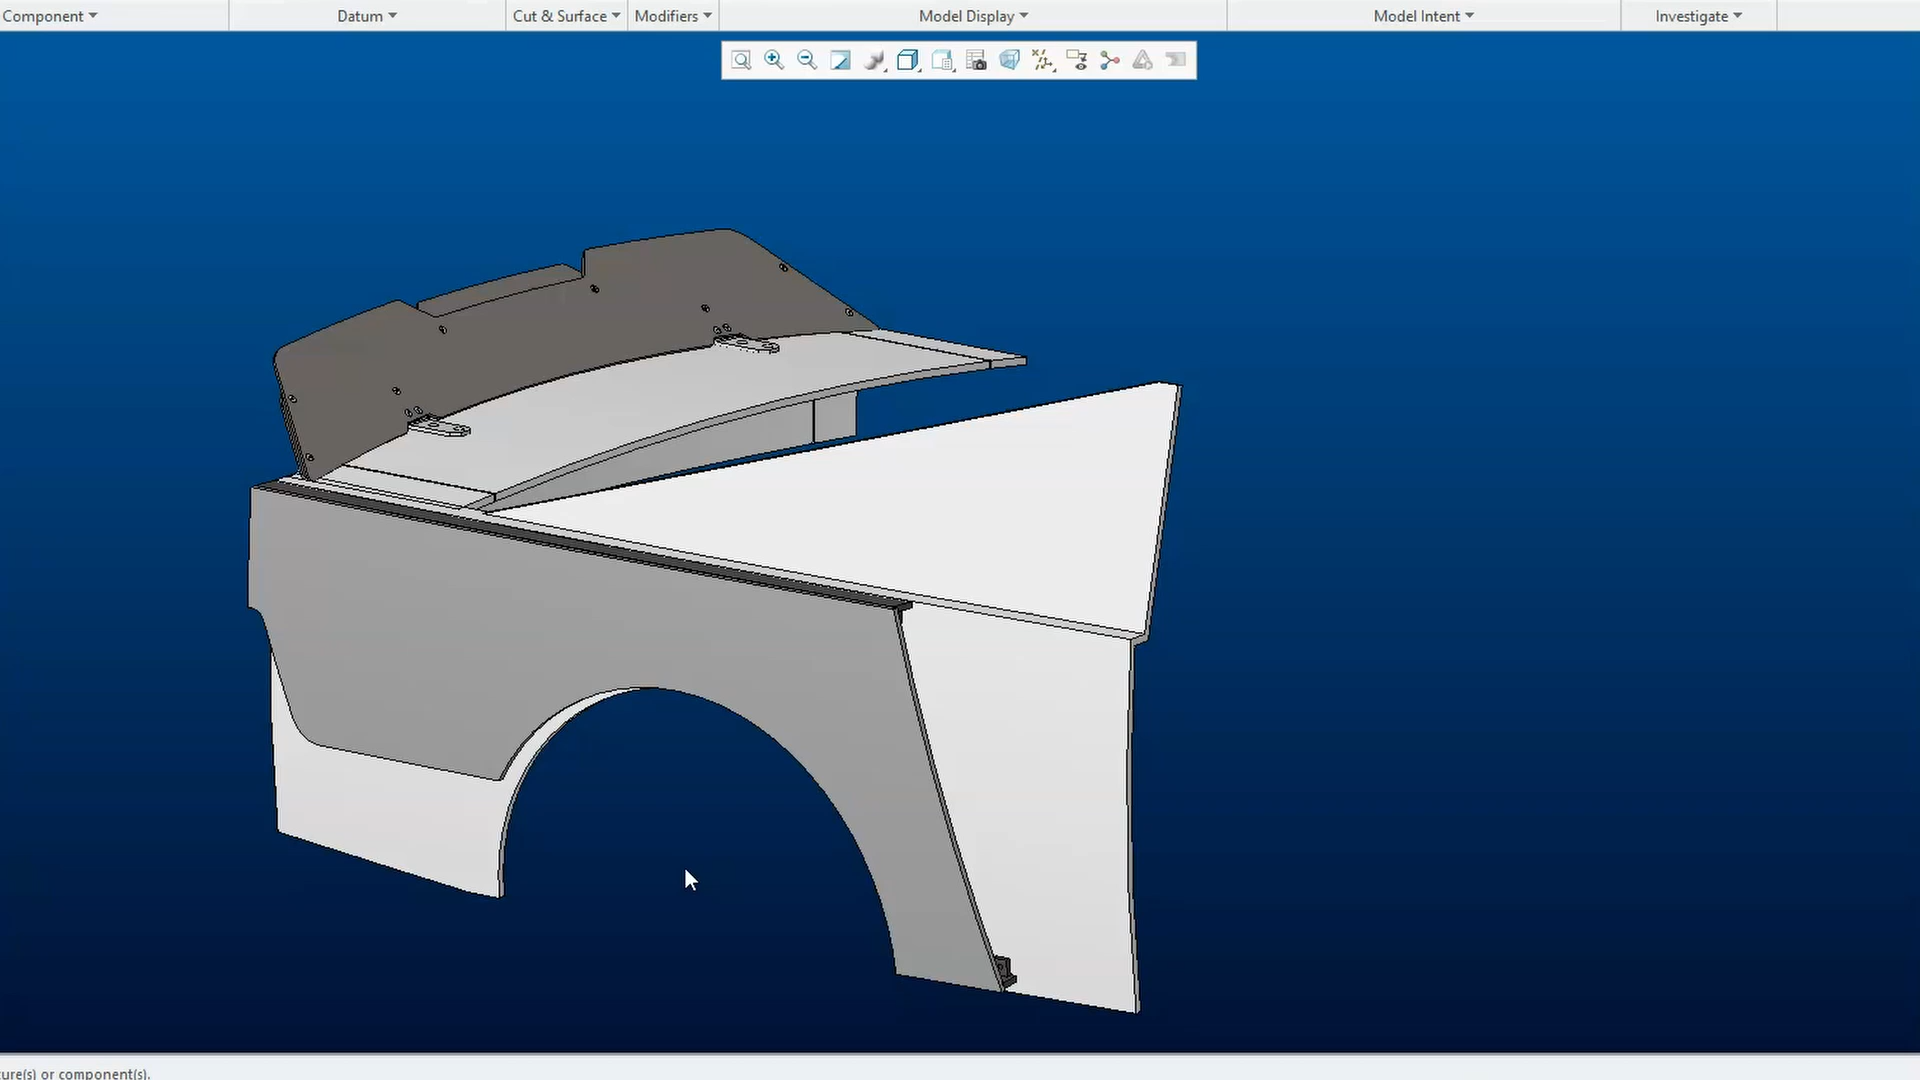 Component
Datum
Cut & Surface
Modifiers
Model Display
Model Intent
Investigate
ure(s) or component(s).